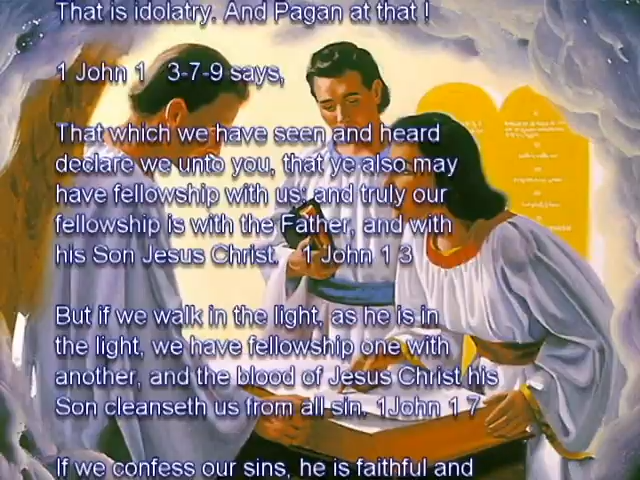 That is idolatry. And Pagan at that !
1 John 1   3-7-9 says,
That which we have seen and heard
declare we unto you, that ye also may
have fellowship with us: and truly our
fellowship is with the Father, and with
his Son Jesus Christ.   1 John 1 3
But if we walk in the light, as he is in
the light, we have fellowship one with
another, and the blood of Jesus Christ his
Son cleanseth us from all sin. 1John 1 7
If we confess our sins, he is faithful and